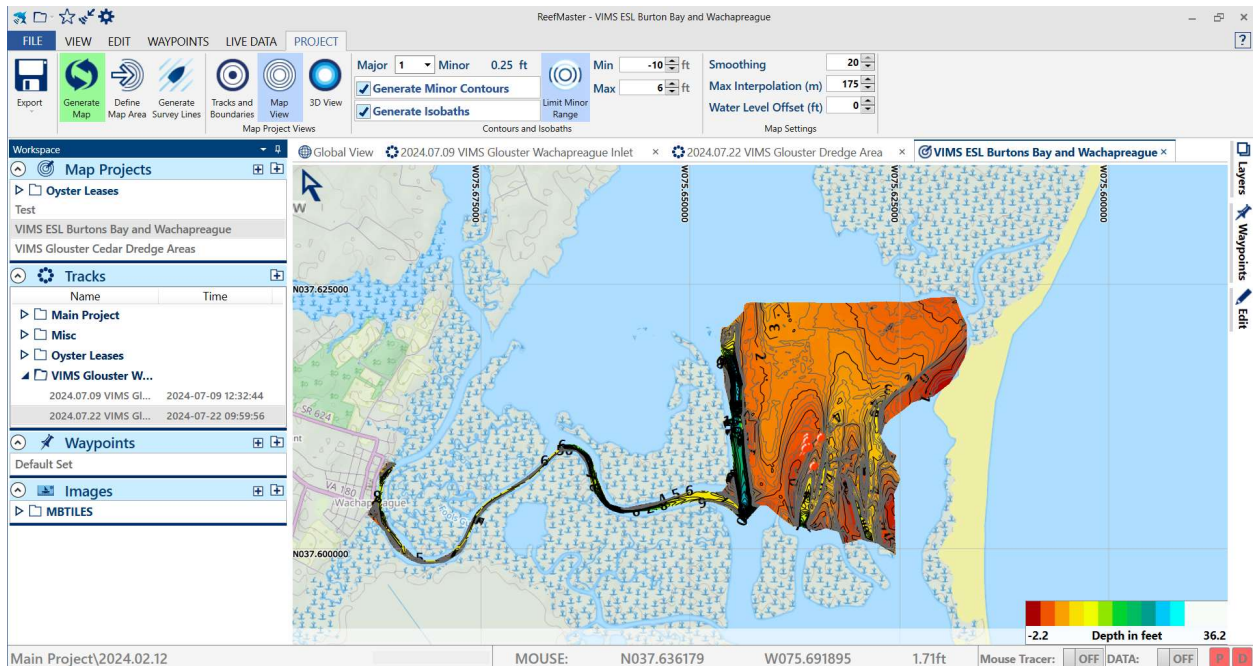 ReefMaster - VIMS ESL Burton Bay and Wachapreague
FILE VIEW EDIT WAYPOINTS LIVE DATA PROJECT ?
Export
Generate Map
Define Map Area
Generate Survey Lines
Tracks and Boundaries
Map View
3D View
Map Project Views
Major 1 Minor 0.25 ft
Generate Minor Contours
Generate Isobaths
Limit Minor Range
Min -10 ft
Max 6 ft
Contours and Isobaths
Smoothing 20
Max Interpolation (m) 175
Water Level Offset (ft) 0
Map Settings
Workspace
Map Projects
Oyster Leases
Test
VIMS ESL Burtons Bay and Wachapreague
VIMS Glouster Cedar Dredge Areas
Tracks
Name Time
Main Project
Misc
Oyster Leases
VIMS Glouster W...
2024.07.09 VIMS Gl... 2024-07-09 12:32:44
2024.07.22 VIMS Gl... 2024-07-22 09:59:56
Waypoints
Default Set
Images
MBTILES
Global View
2024.07.09 VIMS Glouster Wachapreague Inlet ×
2024.07.22 VIMS Glouster Dredge Area ×
VIMS ESL Burtons Bay and Wachapreague ×
W
W075.675000
W075.650000
W075.625000
W075.600000
N037.625000
N037.600000
SR 624
VA 180
Wachapreague
Layers
Waypoints
Edit
-2.2 Depth in feet 36.2
Main Project\2024.02.12 MOUSE: N037.636179 W075.691895 1.71ft Mouse Tracer: OFF DATA: OFF P D